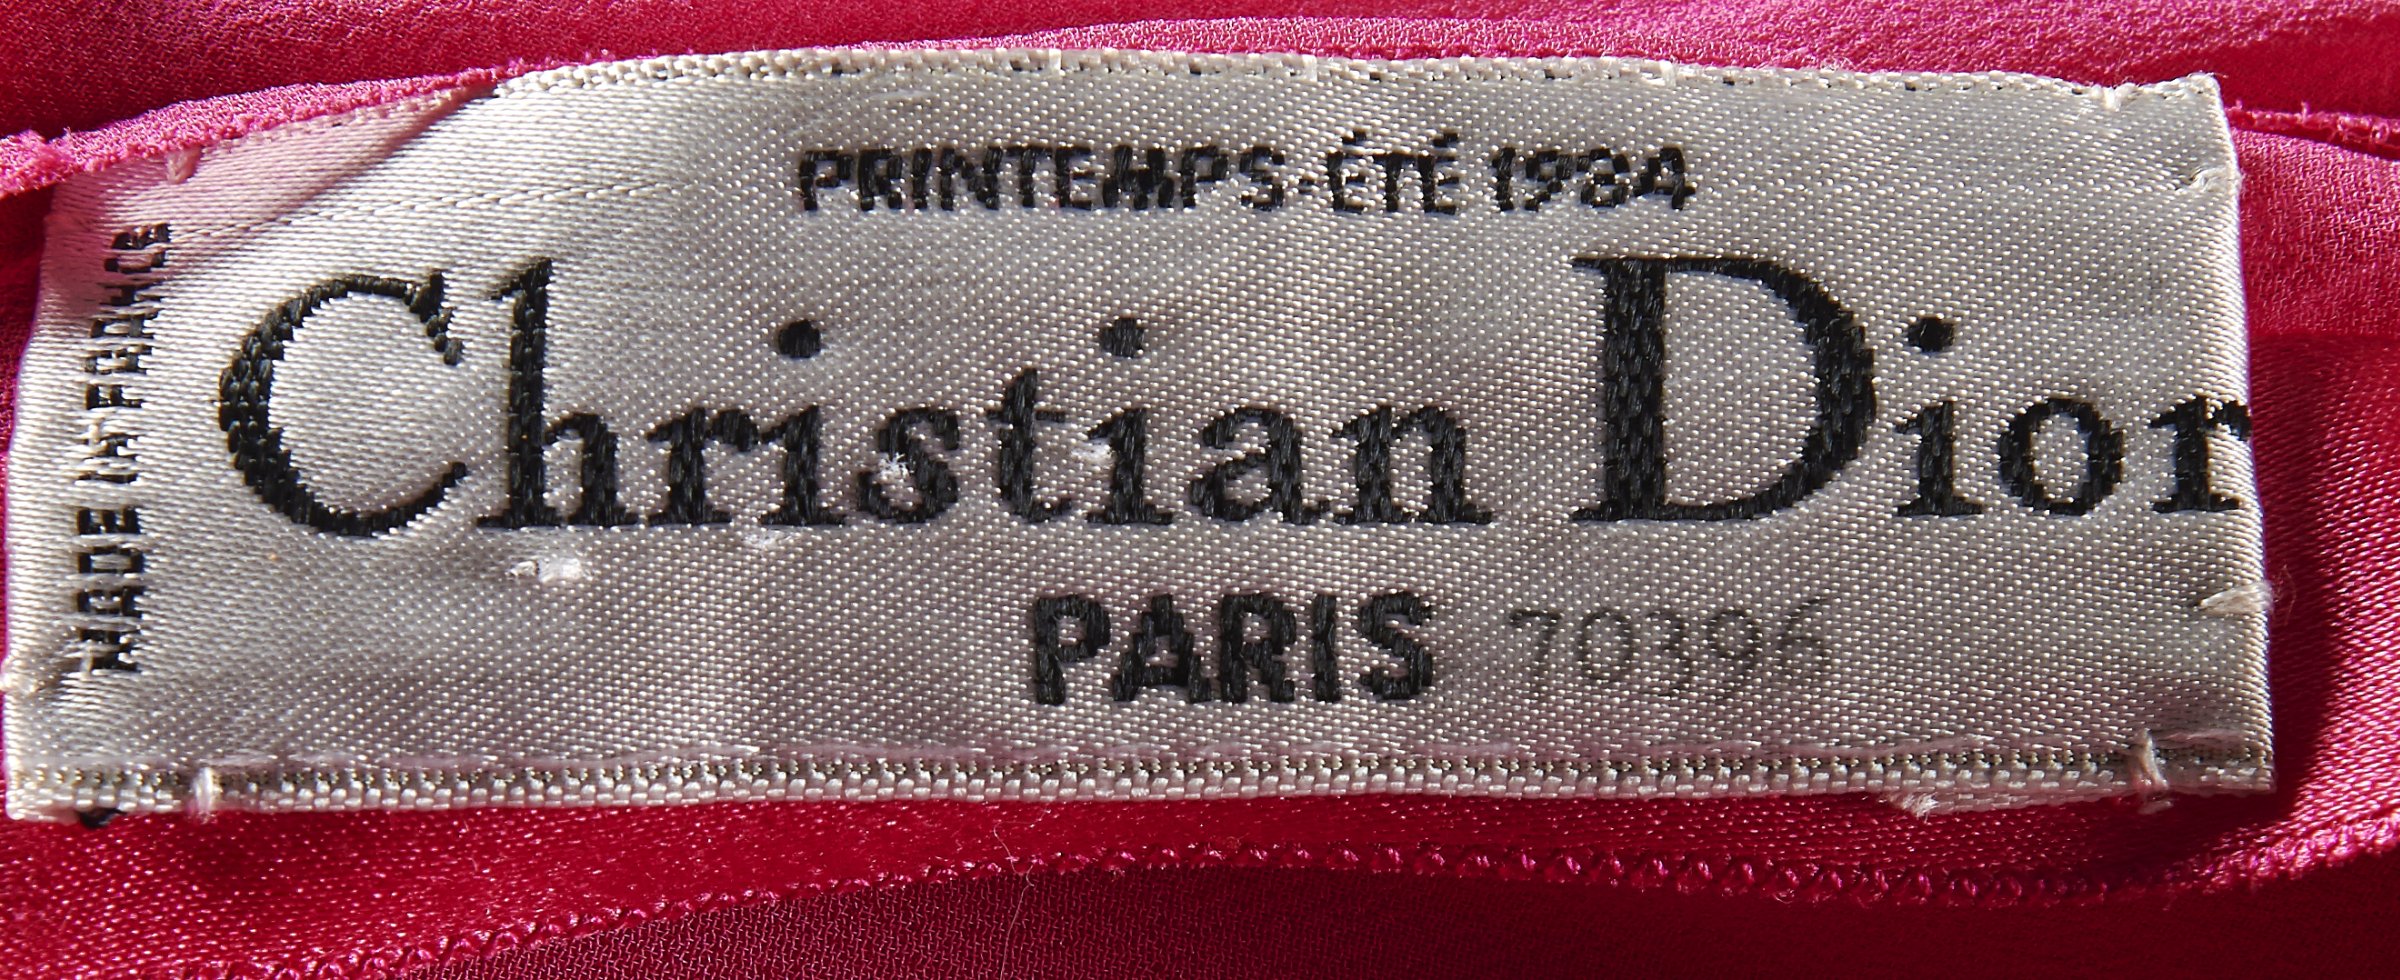 PRINTEMPS-ÉTÉ 1984
MADE IN FRANCE
Christian Dior
PARIS 70396